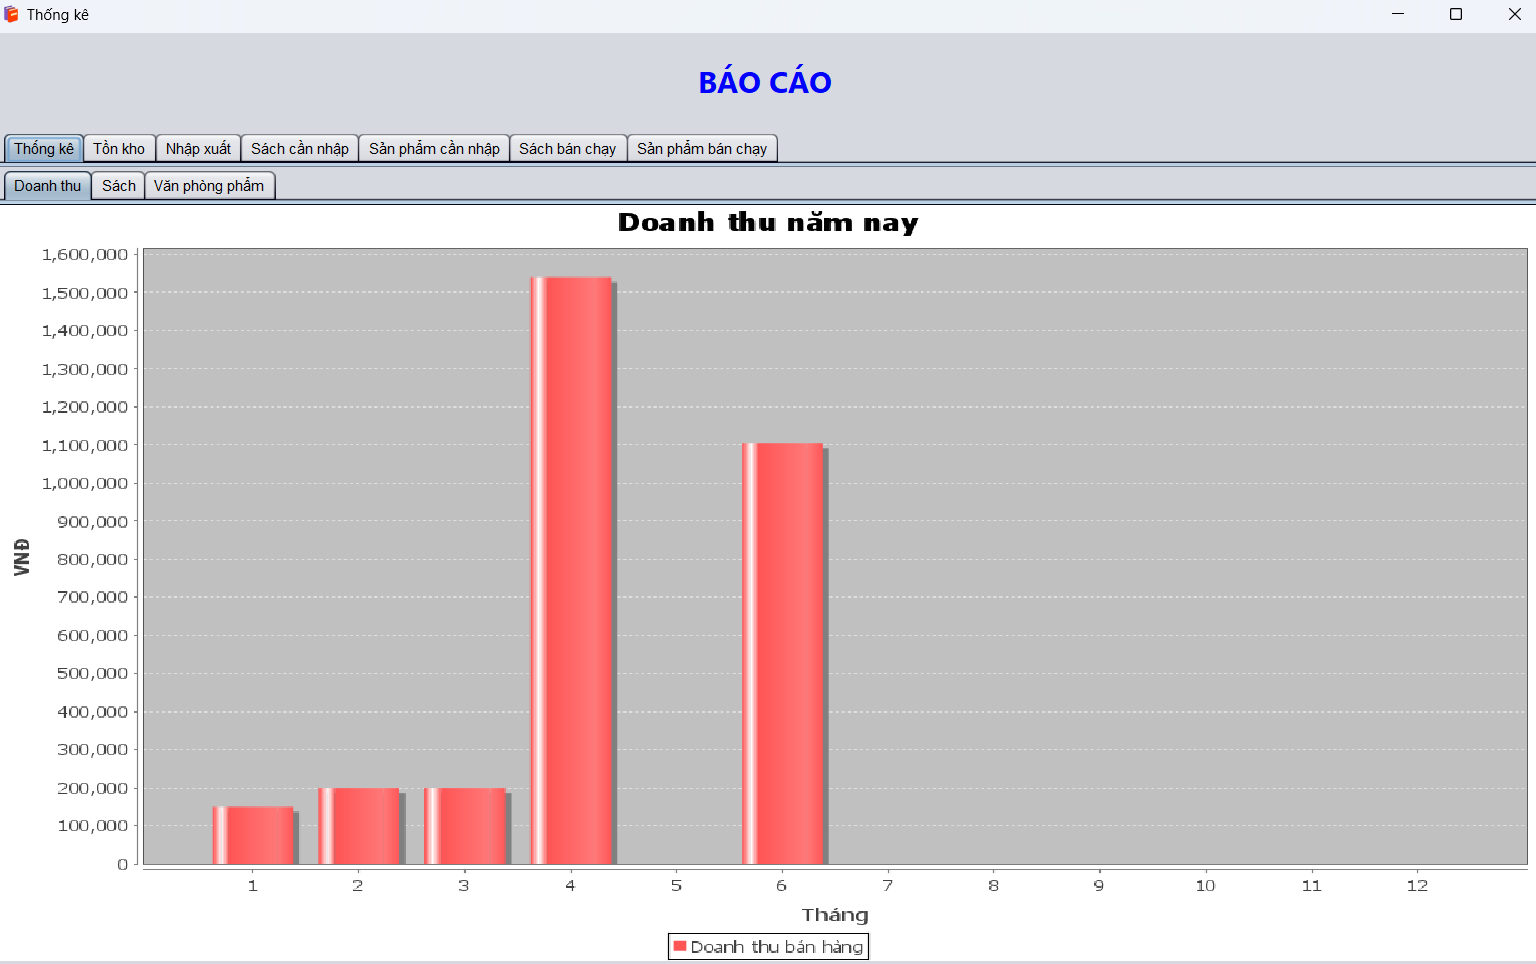 Thống kê
BÁO CÁO
Thống kê Tồn kho Nhập xuất Sách cần nhập Sản phẩm cần nhập Sách bán chạy Sản phẩm bán chạy
Doanh thu Sách Văn phòng phẩm
Doanh thu năm nay
1,600,000
1,500,000
1,400,000
1,300,000
1,200,000
1,100,000
1,000,000
900,000
800,000
700,000
600,000
500,000
400,000
300,000
200,000
100,000
0
VNĐ
1 2 3 4 5 6 7 8 9 10 11 12
Tháng
Doanh thu bán hàng